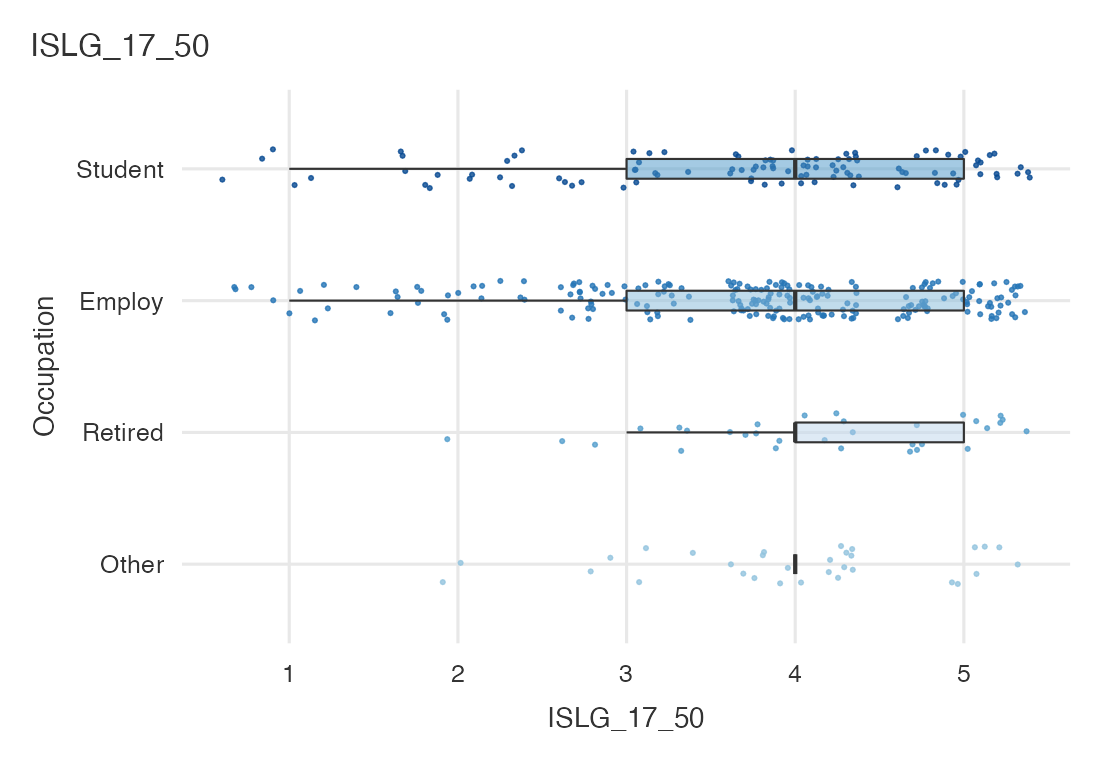 ISLG_17_50
Student
Employ
Retired
Other
Occupation
1 2 3 4 5
ISLG_17_50